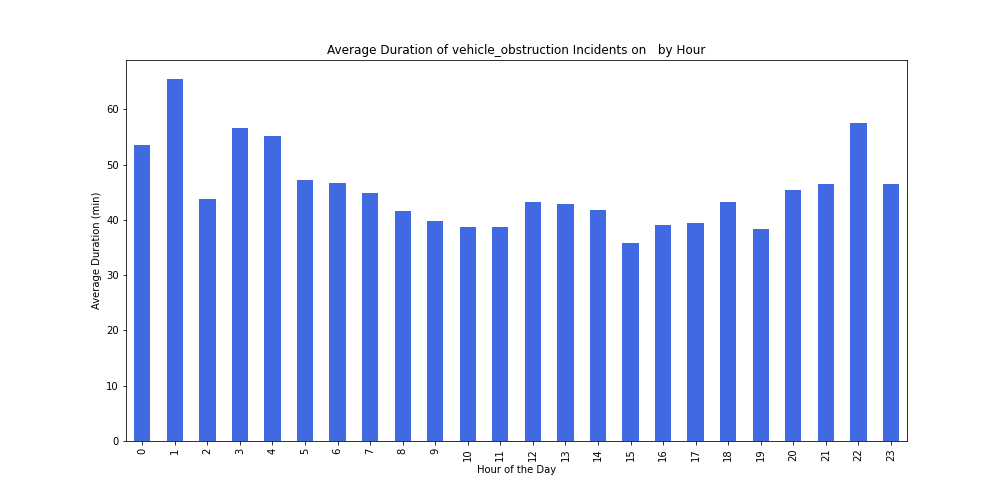 Average Duration of vehicle_obstruction Incidents on   by Hour
Average Duration (min)
60
50
40
30
20
10
0
0 1 2 3 4 5 6 7 8 9 10 11 12 13 14 15 16 17 18 19 20 21 22 23
Hour of the Day